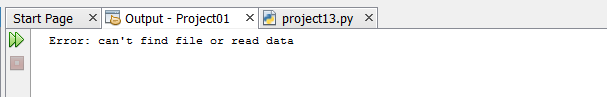 Start Page Output - Project01 project13.py
Error: can't find file or read data